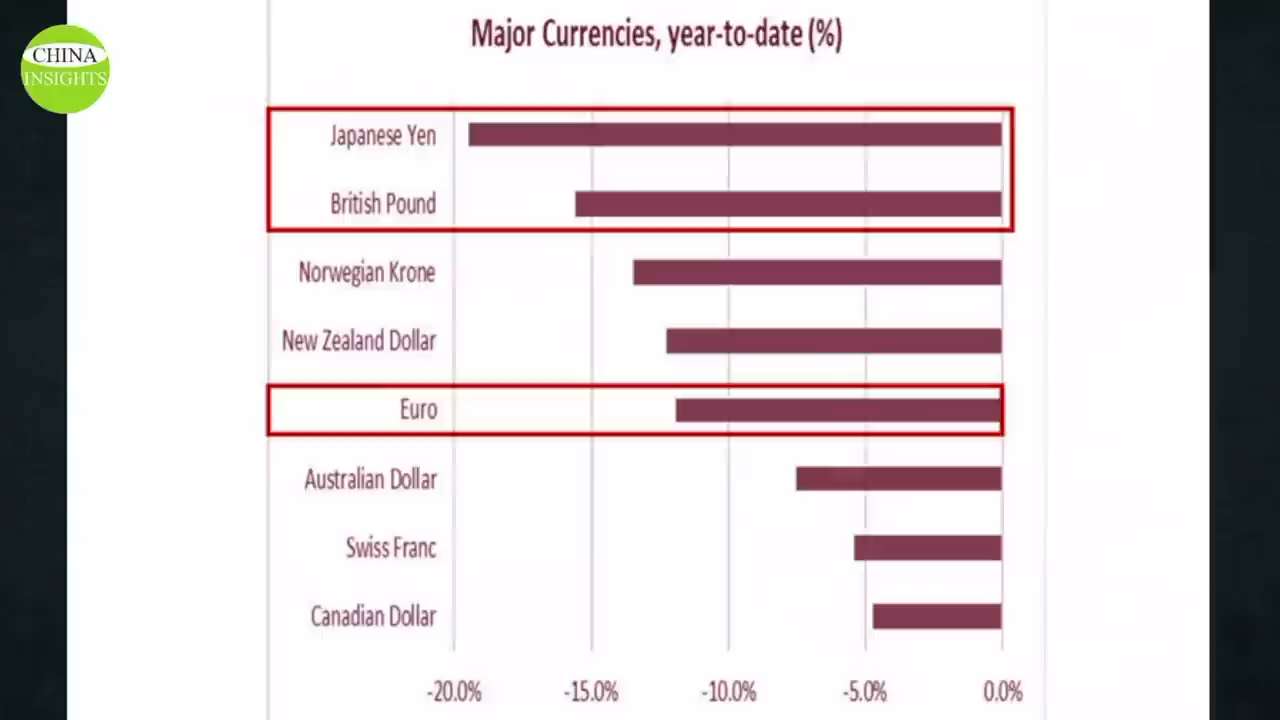 CHINA
INSIGHTS
Major Currencies, year-to-date (%)
Japanese Yen
British Pound
Norwegian Krone
New Zealand Dollar
Euro
Australian Dollar
Swiss Franc
Canadian Dollar
-20.0% -15.0% -10.0% -5.0% 0.0%